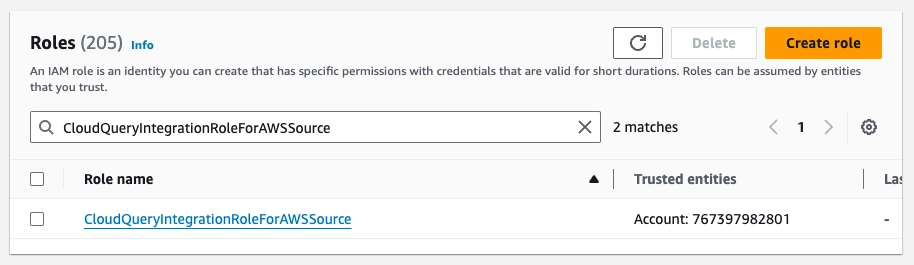 Roles (205) Info
Delete
Create role
An IAM role is an identity you can create that has specific permissions with credentials that are valid for short durations. Roles can be assumed by entities
that you trust.
CloudQueryIntegrationRoleForAWSSource
2 matches
1
Role name
Trusted entities
Las
CloudQueryIntegrationRoleForAWSSource
Account: 767397982801
-